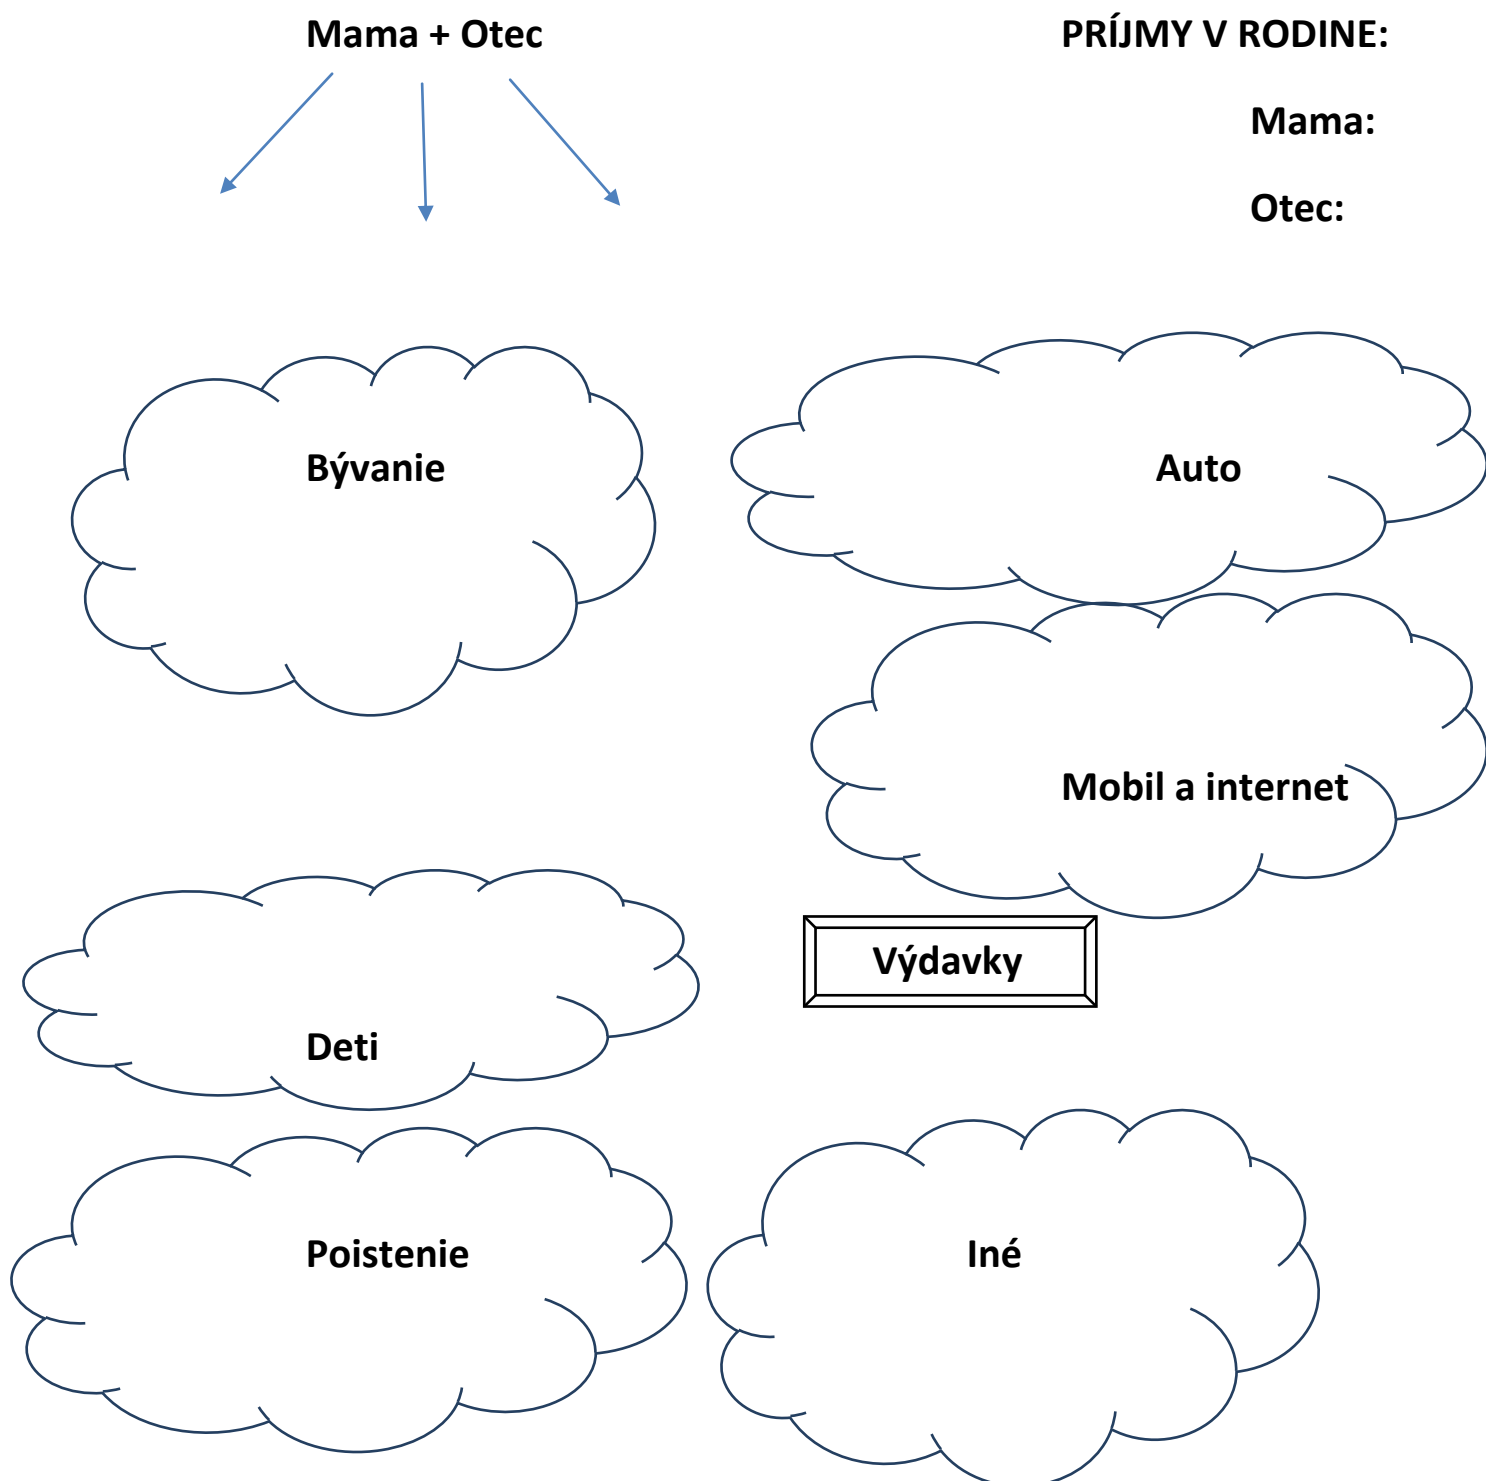 Mama + Otec
PRÍJMY V RODINE:
Mama:
Otec:
Bývanie
Auto
Mobil a internet
Výdavky
Deti
Poistenie
Iné